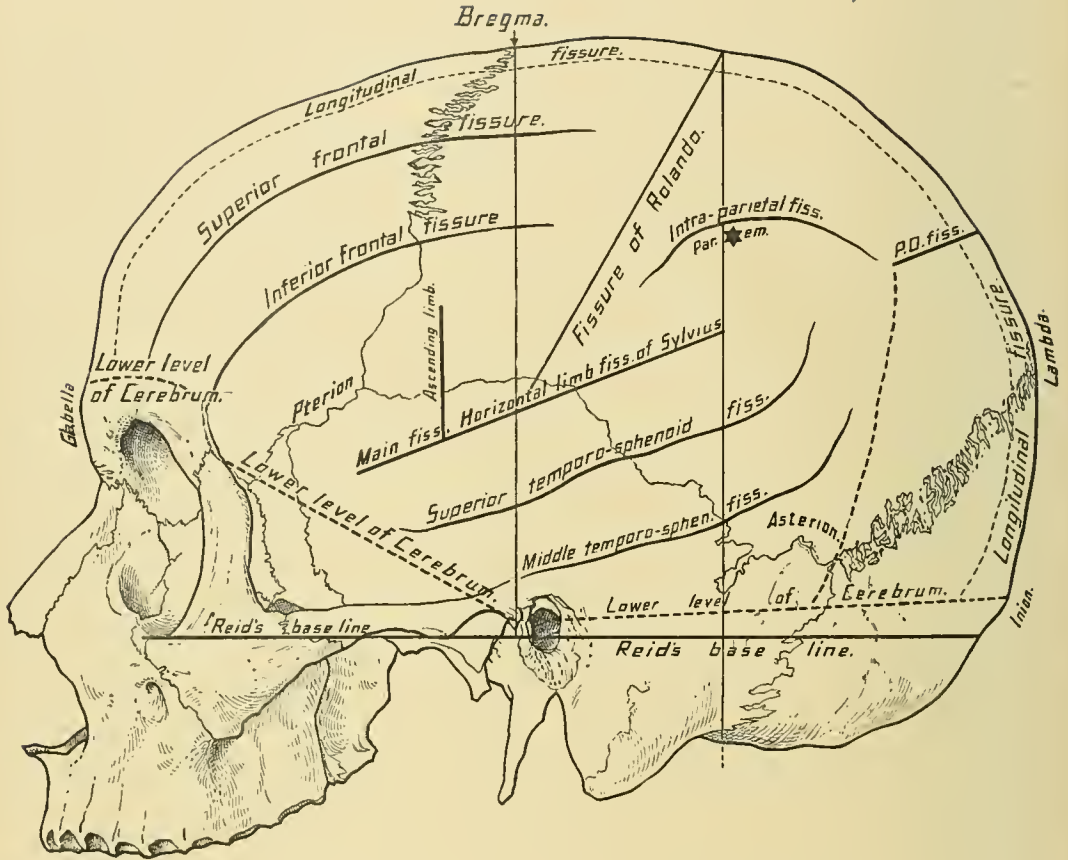 Bregma.
Longitudinal fissure.
Superior frontal fissure.
Inferior frontal fissure
Fissure of Rolando.
Intra-parietal fiss.
Par. em.
P.O. fiss.
Ascending limb.
Lower level
of Cerebrum.
Glabella
Pterion
Main fiss. Horizontal limb fiss. of Sylvius
Lambda.
Longitudinal fissure.
Superior temporo-sphenoid fiss.
Lower level of Cerebrum.
Middle temporo-sphen. fiss.
Asterion.
Lower level of Cerebrum.
Inion.
Reid's base line
Reid's base line.